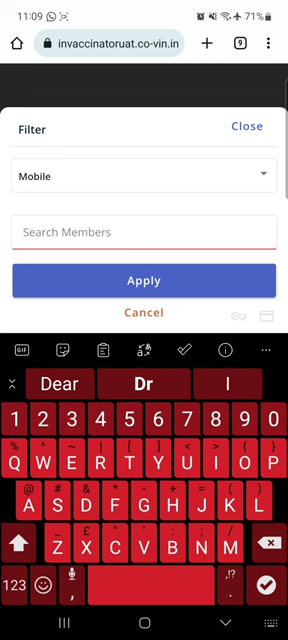 11:09 71%
invaccinatoruat.co-vin.in 9
Filter Close
Mobile
Search Members
Apply
Cancel
GIF
Dear Dr I
1 2 3 4 5 6 7 8 9 0
% ^ ~ | [ ] < > { }
Q W E R T Y U I O P
@ # & * - + = ( )
A S D F G H J K L
_ £ " ' : ; /
Z X C V B N M
123 , ,!? .